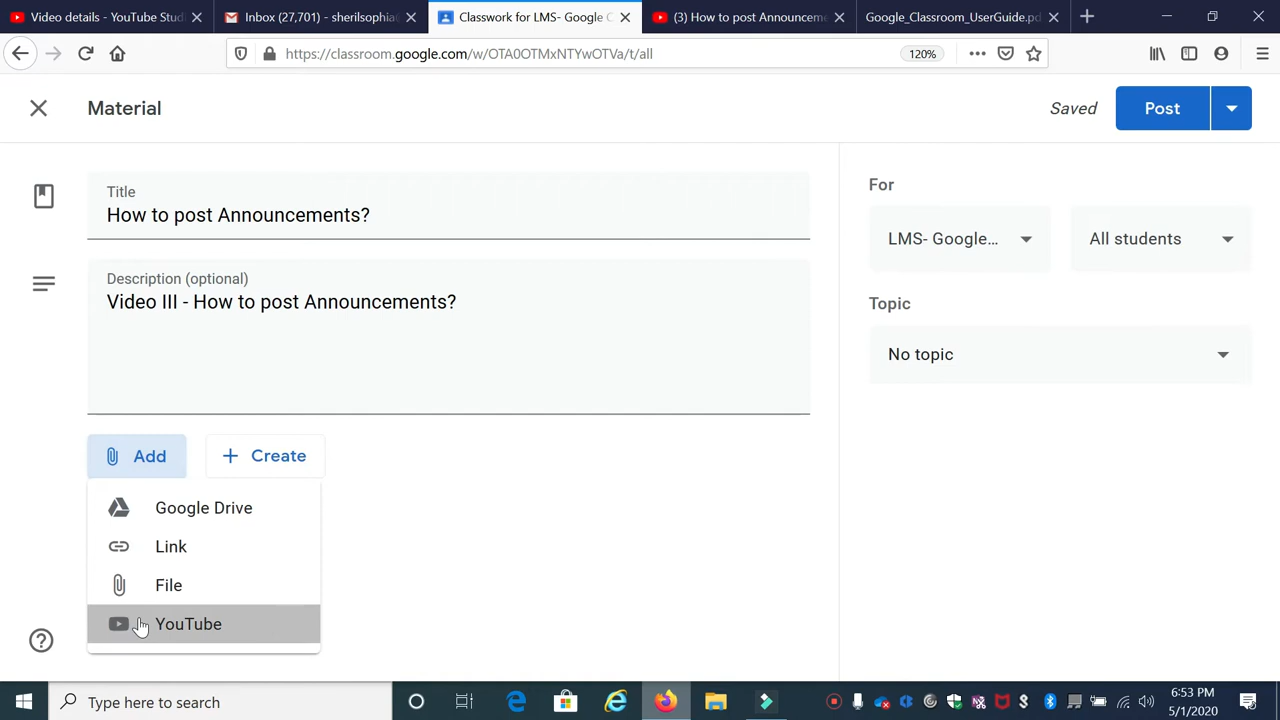 Video details - YouTube Stud
Inbox (27,701) - sherilsophia@
Classwork for LMS- Google C
(3) How to post Announceme
Google_Classroom_UserGuide.pd
https://classroom.google.com/w/OTA0OTMxNTYwOTVa/t/all
120%
Material
Saved
Post
Title
How to post Announcements?
Description (optional)
Video III - How to post Announcements?
Add
Create
Google Drive
Link
File
YouTube
For
LMS- Google...
All students
Topic
No topic
Type here to search
6:53 PM
5/1/2020